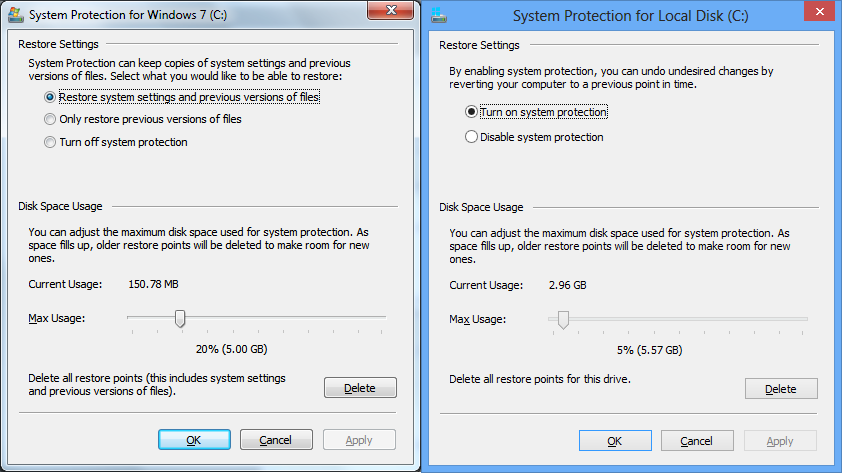 System Protection for Windows 7 (C:)
Restore Settings
System Protection can keep copies of system settings and previous
versions of files. Select what you would like to be able to restore:
Restore system settings and previous versions of files
Only restore previous versions of files
Turn off system protection
Disk Space Usage
You can adjust the maximum disk space used for system protection. As
space fills up, older restore points will be deleted to make room for new
ones.
Current Usage: 150.78 MB
Max Usage:
20% (5.00 GB)
Delete all restore points (this includes system settings
and previous versions of files).
Delete
OK Cancel Apply
System Protection for Local Disk (C:)
Restore Settings
By enabling system protection, you can undo undesired changes by
reverting your computer to a previous point in time.
Turn on system protection
Disable system protection
Disk Space Usage
You can adjust the maximum disk space used for system protection. As
space fills up, older restore points will be deleted to make room for new
ones.
Current Usage: 2.96 GB
Max Usage:
5% (5.57 GB)
Delete all restore points for this drive.
Delete
OK Cancel Apply